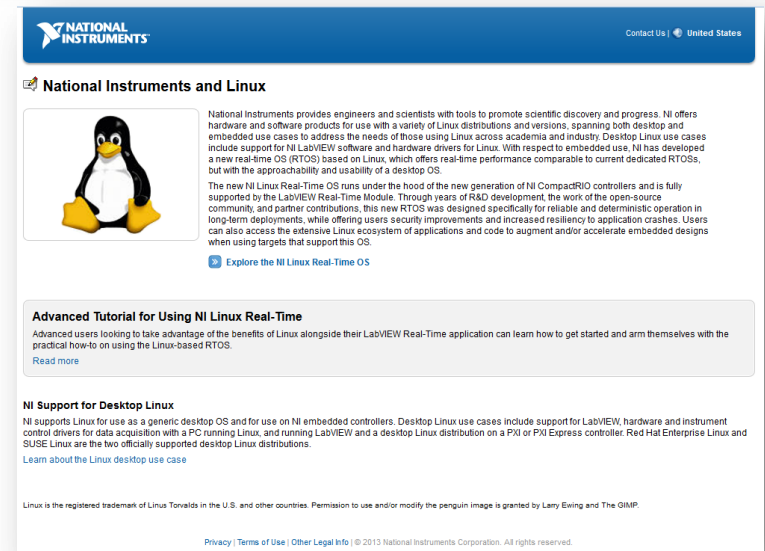 NATIONAL
INSTRUMENTS
Contact Us | United States
National Instruments and Linux
National Instruments provides engineers and scientists with tools to promote scientific discovery and progress. NI offers
hardware and software products for use with a variety of Linux distributions and versions, spanning both desktop and
embedded use cases to address the needs of those using Linux across academia and industry. Desktop Linux use cases
include support for NI LabVIEW software and hardware drivers for Linux. With respect to embedded use, NI has developed
a new real-time OS (RTOS) based on Linux, which offers real-time performance comparable to current dedicated RTOSs,
but with the approachability and usability of a desktop OS.
The new NI Linux Real-Time OS runs under the hood of the new generation of NI CompactRIO controllers and is fully
supported by the LabVIEW Real-Time Module. Through years of R&D development, the work of the open-source
community, and partner contributions, this new RTOS was designed specifically for reliable and deterministic operation in
long-term deployments, while offering users security improvements and increased resiliency to application crashes. Users
can also access the extensive Linux ecosystem of applications and code to augment and/or accelerate embedded designs
when using targets that support this OS.
Explore the NI Linux Real-Time OS
Advanced Tutorial for Using NI Linux Real-Time
Advanced users looking to take advantage of the benefits of Linux alongside their LabVIEW Real-Time application can learn how to get started and arm themselves with the
practical how-to on using the Linux-based RTOS.
Read more
NI Support for Desktop Linux
NI supports Linux for use as a generic desktop OS and for use on NI embedded controllers. Desktop Linux use cases include support for LabVIEW, hardware and instrument
control drivers for data acquisition with a PC running Linux, and running LabVIEW and a desktop Linux distribution on a PXI or PXI Express controller. Red Hat Enterprise Linux and
SUSE Linux are the two officially supported desktop Linux distributions.
Learn about the Linux desktop use case
Linux is the registered trademark of Linus Torvalds in the U.S. and other countries. Permission to use and/or modify the penguin image is granted by Larry Ewing and The GIMP.
Privacy | Terms of Use | Other Legal Info | © 2013 National Instruments Corporation. All rights reserved.